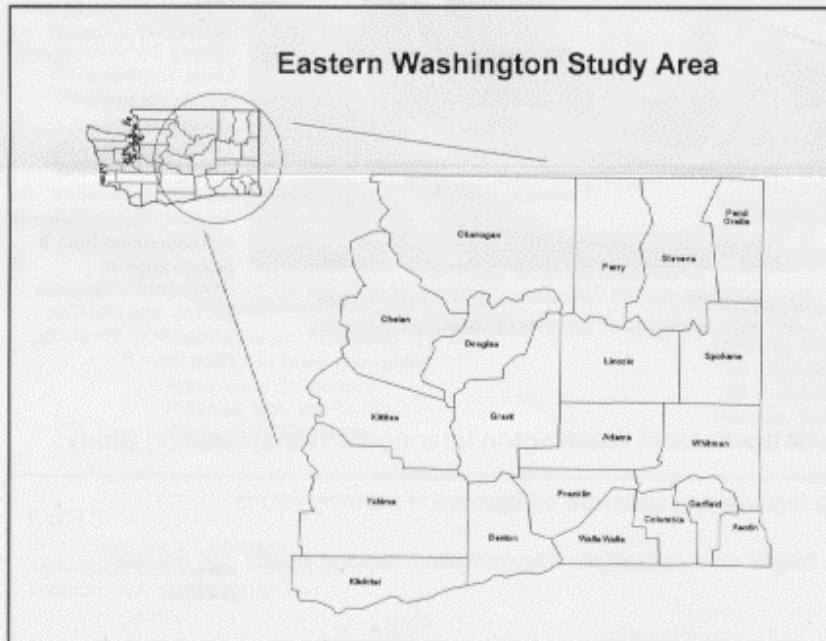 Eastern Washington Study Area
Okanogan
Ferry
Stevens
Pend
Oreille
Chelan
Douglas
Lincoln
Spokane
Kittitas
Grant
Adams
Whitman
Yakima
Franklin
Benton
Walla Walla
Columbia
Garfield
Asotin
Klickitat